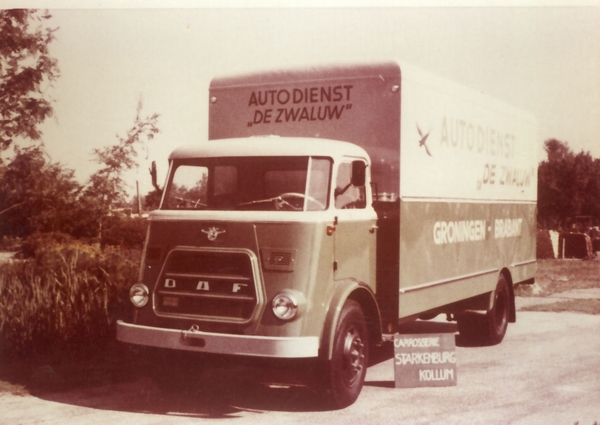 AUTODIENST
„DE ZWALUW”
AUTODIENST
„DE ZWALUW”
GRONINGEN - BRABANT
DAF
CARROSSERIE
STARKENBURG
KOLLUM